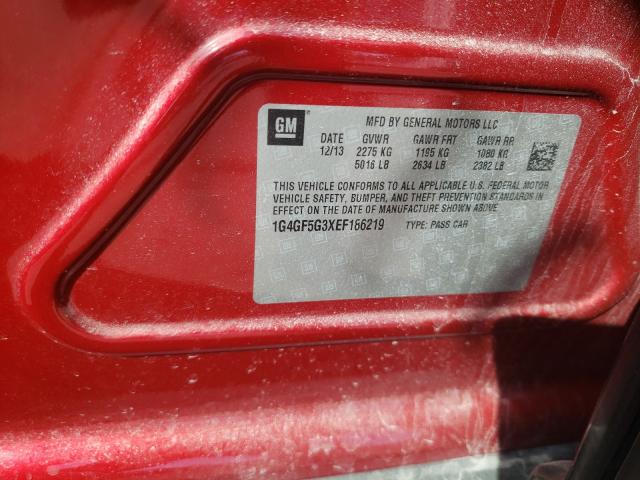 GM
MFD BY GENERAL MOTORS LLC
DATE GVWR GAWR FRT GAWR RR
12/13 2275 KG 1195 KG 1080 KG
5016 LB 2634 LB 2382 LB
THIS VEHICLE CONFORMS TO ALL APPLICABLE U.S. FEDERAL MOTOR
VEHICLE SAFETY, BUMPER, AND THEFT PREVENTION STANDARDS IN
EFFECT ON THE DATE OF MANUFACTURE SHOWN ABOVE.
1G4GF5G3XEF186219 TYPE: PASS CAR